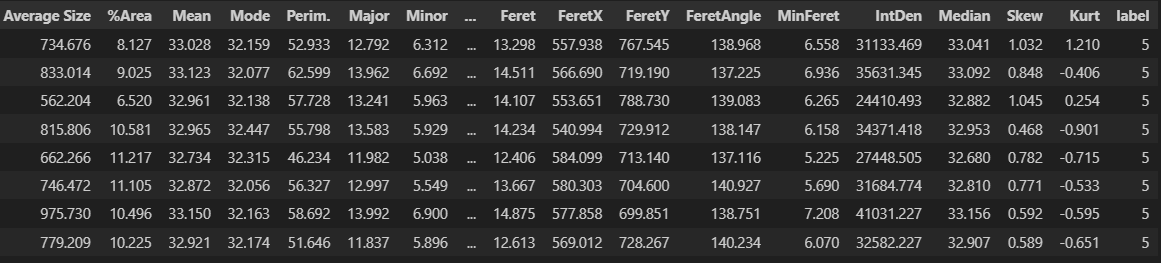 Average Size %Area Mean Mode Perim. Major Minor ... Feret FeretX FeretY FeretAngle MinFeret IntDen Median Skew Kurt label
734.676 8.127 33.028 32.159 52.933 12.792 6.312 ... 13.298 557.938 767.545 138.968 6.558 31133.469 33.041 1.032 1.210 5
833.014 9.025 33.123 32.077 62.599 13.962 6.692 ... 14.511 566.690 719.190 137.225 6.936 35631.345 33.092 0.848 -0.406 5
562.204 6.520 32.961 32.138 57.728 13.241 5.963 ... 14.107 553.651 788.730 139.083 6.265 24410.493 32.882 1.045 0.254 5
815.806 10.581 32.965 32.447 55.798 13.583 5.929 ... 14.234 540.994 729.912 138.147 6.158 34371.418 32.953 0.468 -0.901 5
662.266 11.217 32.734 32.315 46.234 11.982 5.038 ... 12.406 584.099 713.140 137.116 5.225 27448.505 32.680 0.782 -0.715 5
746.472 11.105 32.872 32.056 56.327 12.997 5.549 ... 13.667 580.303 704.600 140.927 5.690 31684.774 32.810 0.771 -0.533 5
975.730 10.496 33.150 32.163 58.692 13.992 6.900 ... 14.875 577.858 699.851 138.751 7.208 41031.227 33.156 0.592 -0.595 5
779.209 10.225 32.921 32.174 51.646 11.837 5.896 ... 12.613 569.012 728.267 140.234 6.070 32582.227 32.907 0.589 -0.651 5